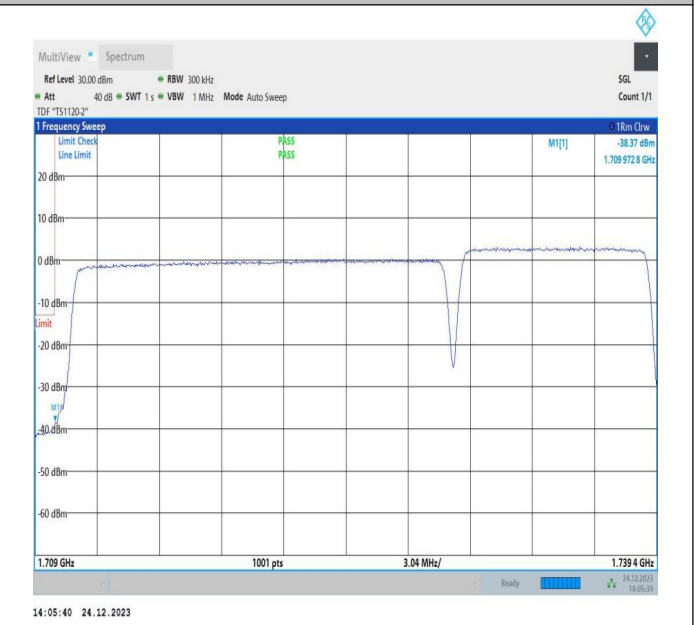 MultiView Spectrum
Ref Level 30.00 dBm RBW 300 kHz SGL
Att 40 dB SWT 1 s VBW 1 MHz Mode Auto Sweep Count 1/1
TDF "TS1120-2"
1 Frequency Sweep 1Rm Clrw
Limit Check PASS M1[1] -38.37 dBm
Line Limit PASS 1.709 972 8 GHz
20 dBm
10 dBm
0 dBm
-10 dBm
Limit
-20 dBm
-30 dBm
M1
-40 dBm
-50 dBm
-60 dBm
1.709 GHz 1001 pts 3.04 MHz/ 1.739 4 GHz
Ready 24.12.2023
14:05:39
14:05:40 24.12.2023